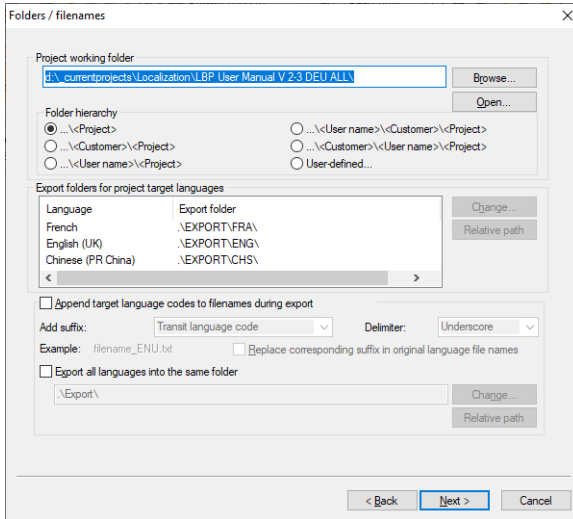 Folders / filenames
Project working folder
d:\_currentprojects\Localization\LBP User Manual V 2-3 DEU ALL\
Browse...
Open...
Folder hierarchy
...\<Project>
...\<User name>\<Customer>\<Project>
...\<Customer>\<Project>
...\<Customer>\<User name>\<Project>
...\<User name>\<Project>
User-defined...
Export folders for project target languages
Language Export folder
French .\EXPORT\FRA\
English (UK) .\EXPORT\ENG\
Chinese (PR China) .\EXPORT\CHS\
Change...
Relative path
Append target language codes to filenames during export
Add suffix: Transit language code Delimiter: Underscore
Example: filename_ENU.txt Replace corresponding suffix in original language file names
Export all languages into the same folder
.\Export\
Change...
Relative path
< Back Next > Cancel